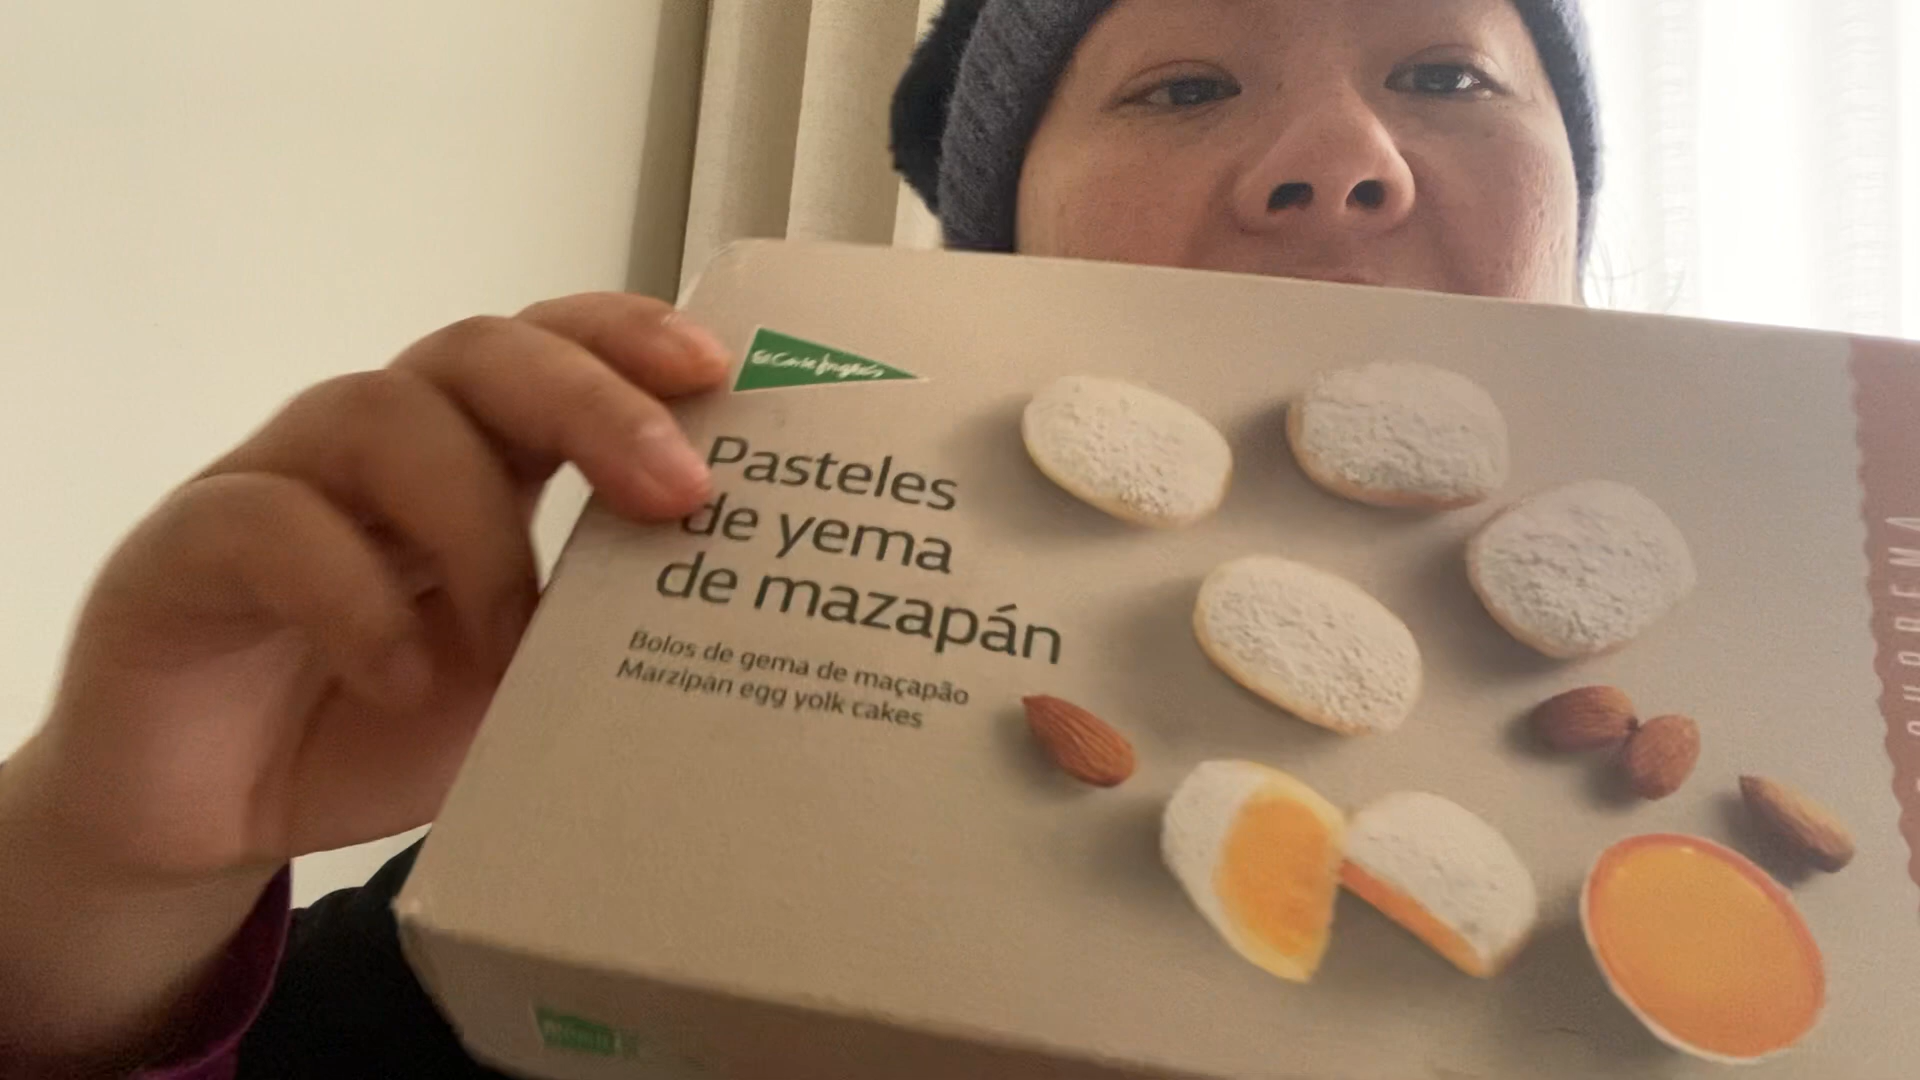 El Corte Inglés
Pasteles
de yema
de mazapán
Bolos de gema de maçapão
Marzipan egg yolk cakes